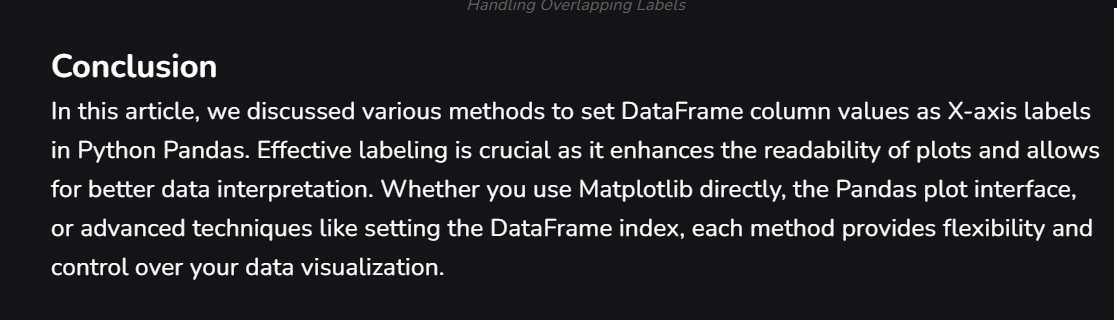 Handling Overlapping Labels
Conclusion
In this article, we discussed various methods to set DataFrame column values as X-axis labels
in Python Pandas. Effective labeling is crucial as it enhances the readability of plots and allows
for better data interpretation. Whether you use Matplotlib directly, the Pandas plot interface,
or advanced techniques like setting the DataFrame index, each method provides flexibility and
control over your data visualization.